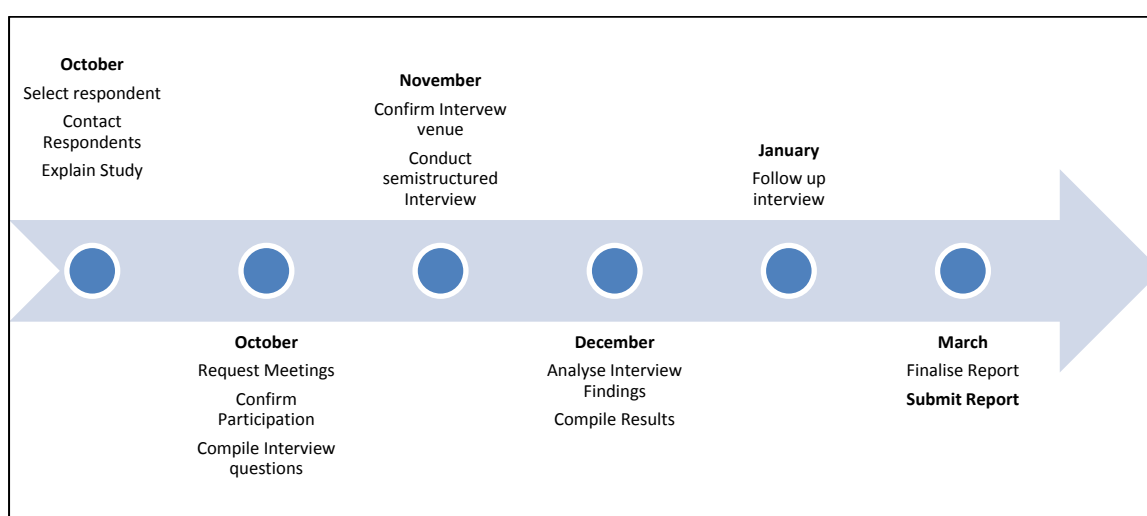 October
Select respondent
Contact
Respondents
Explain Study
October
Request Meetings
Confirm
Participation
Compile Interview
questions
November
Confirm Intervew
venue
Conduct
semistructured
Interview
December
Analyse Interview
Findings
Compile Results
January
Follow up
interview
March
Finalise Report
Submit Report